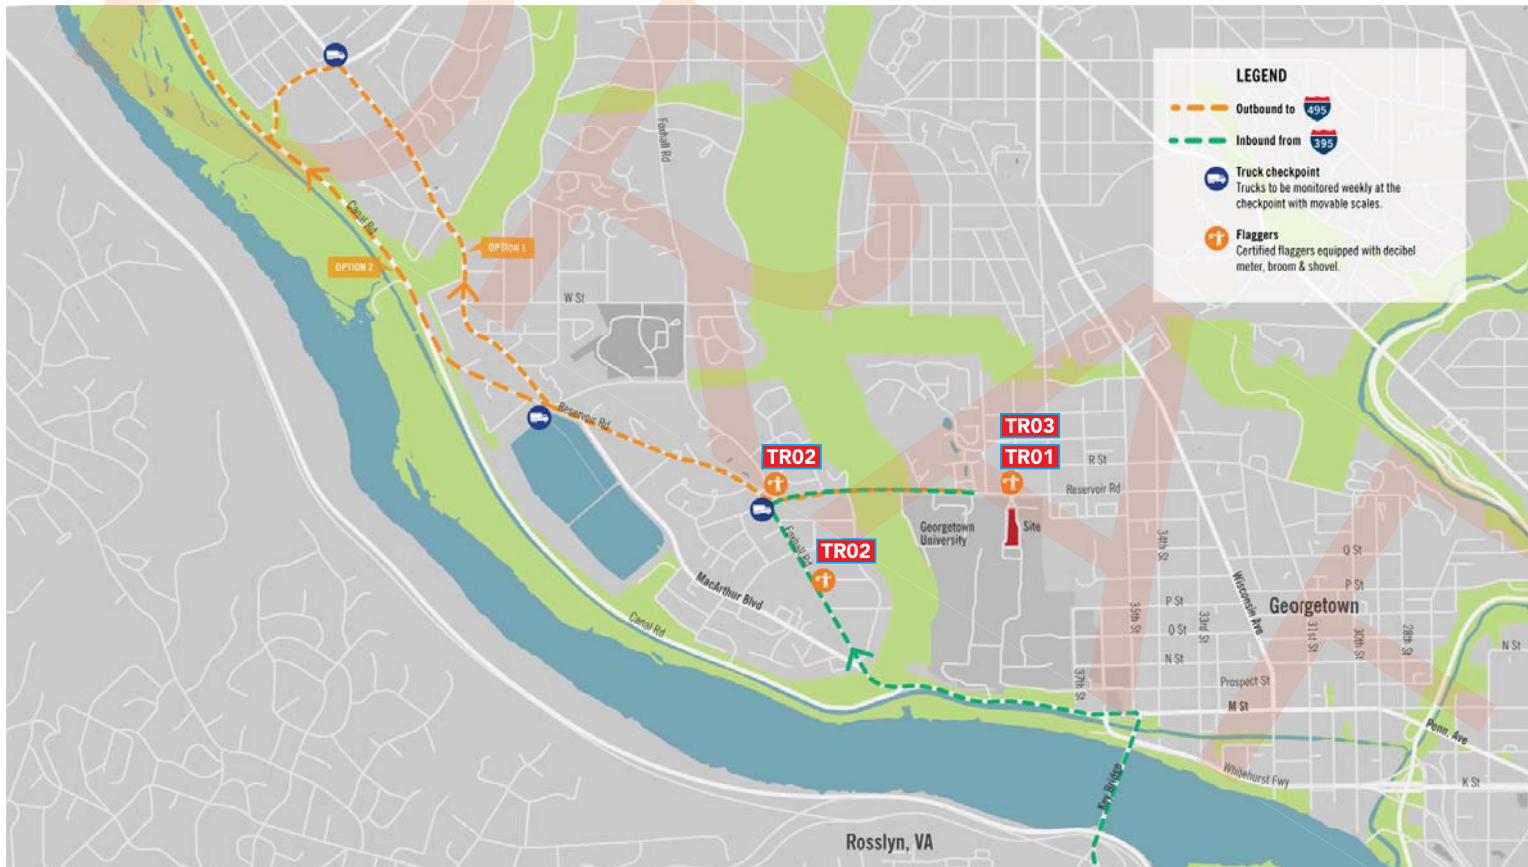 LEGEND
Outbound to 495
Inbound from 395
Truck checkpoint
Trucks to be monitored weekly at the
checkpoint with movable scales.
Flaggers
Certified flaggers equipped with decibel
meter, broom & shovel.
Foxhall Rd
Canal Rd
OPTION 1
OPTION 2
W St
Reservoir Rd
TR03
TR02
TR01
R St
Reservoir Rd
Georgetown
University
Site
Foxhall Rd
TR02
MacArthur Blvd
Canal Rd
34th St
Q St
P St
Wisconsin Ave
Georgetown
35th St
P St
33rd St
O St
31st St
30th St
28th St
N St
N St
37th St
Prospect St
M St
Penn. Ave
Whitehurst Fwy
K St
Key Bridge
Rosslyn, VA